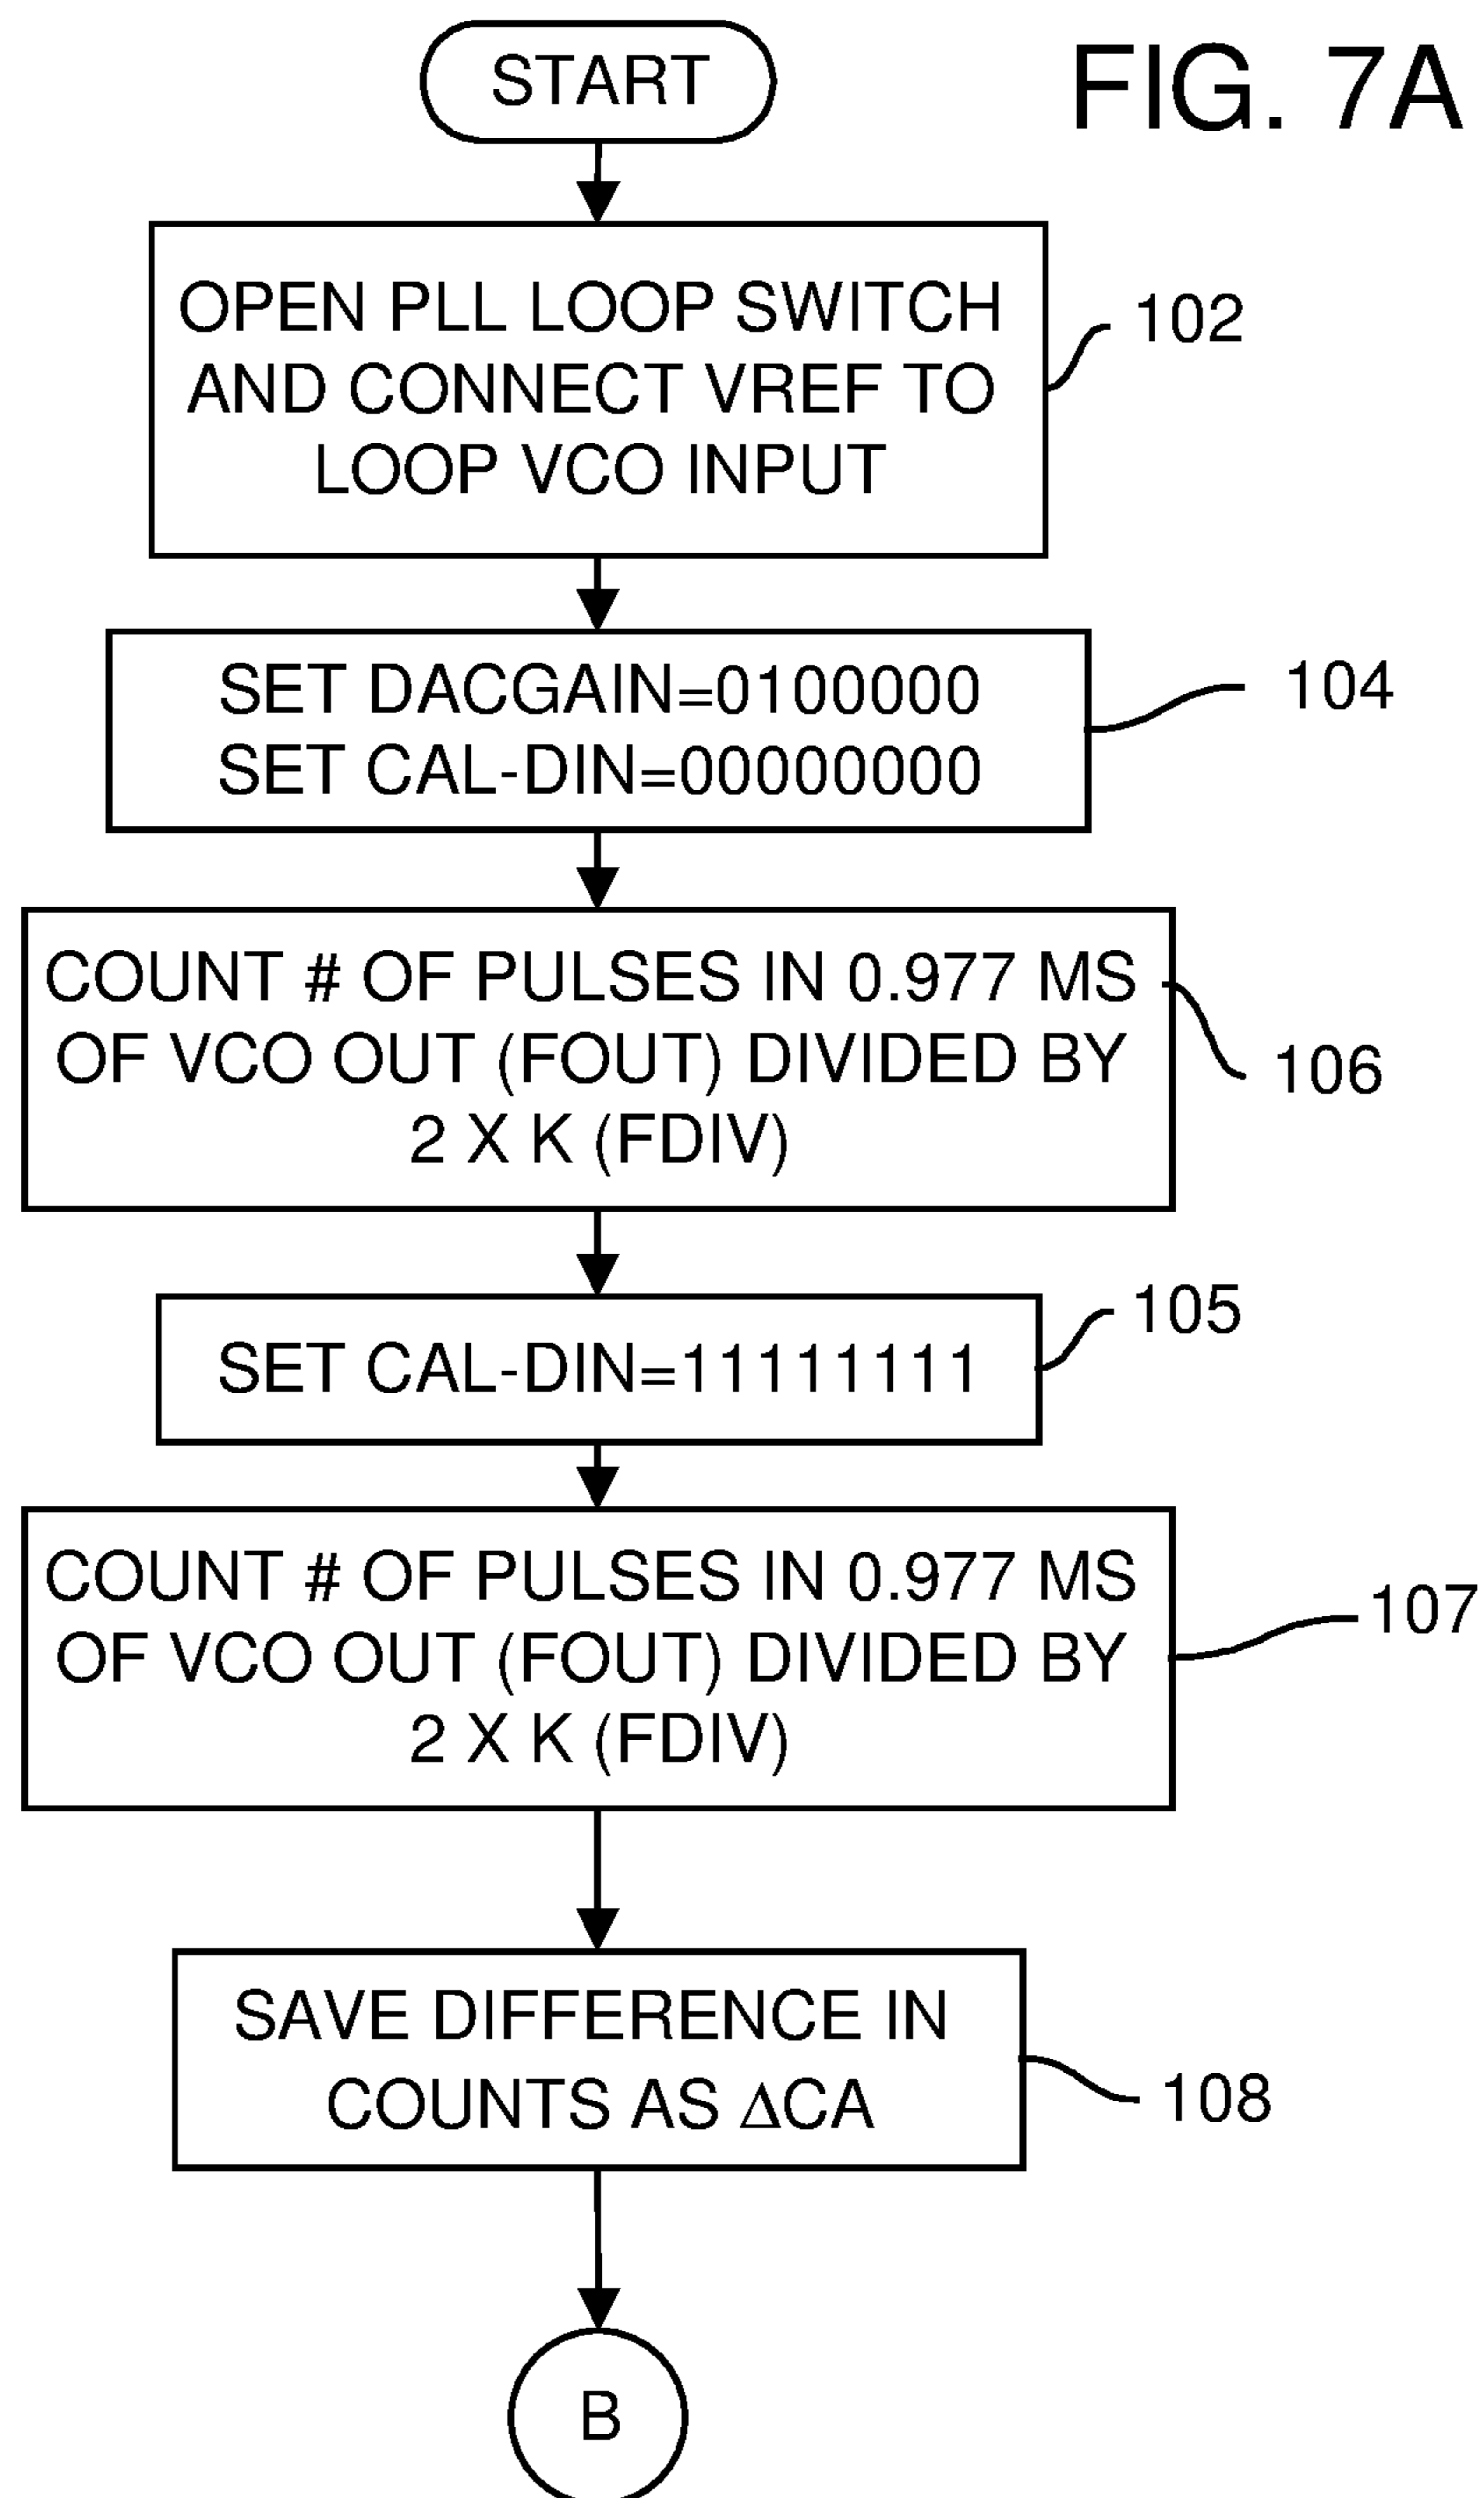 START
FIG. 7A
OPEN PLL LOOP SWITCH
AND CONNECT VREF TO
LOOP VCO INPUT
102
SET DACGAIN=0100000
SET CAL-DIN=00000000
104
COUNT # OF PULSES IN 0.977 MS
OF VCO OUT (FOUT) DIVIDED BY
2 X K (FDIV)
106
SET CAL-DIN=11111111
105
COUNT # OF PULSES IN 0.977 MS
OF VCO OUT (FOUT) DIVIDED BY
2 X K (FDIV)
107
SAVE DIFFERENCE IN
COUNTS AS ΔCA
108
B